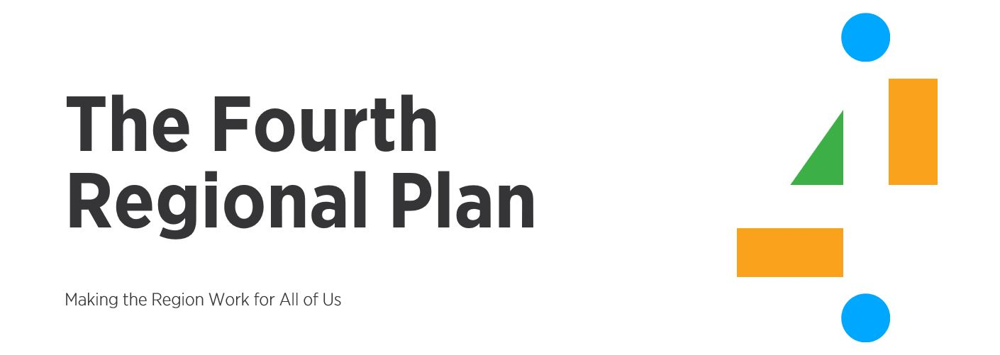 The Fourth
Regional Plan
Making the Region Work for All of Us